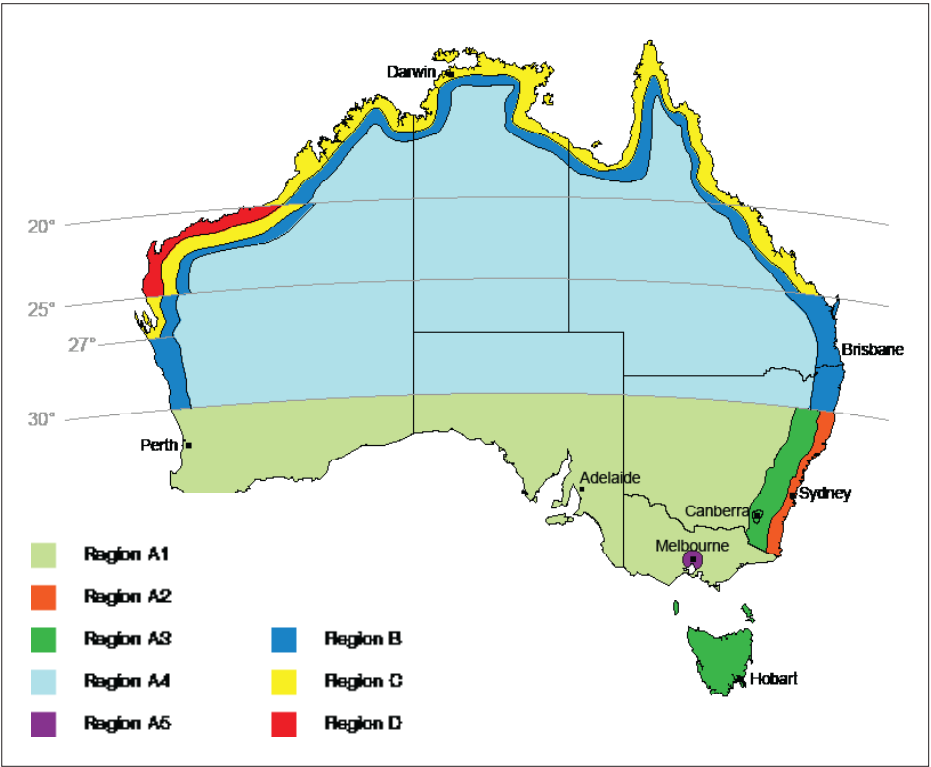 Darwin
20°
25°
27°
Brisbane
30°
Perth
Adelaide
Sydney
Canberra
Melbourne
Region A1
Region A2
Region A3
Region B
Region A4
Region C
Hobart
Region A5
Region D